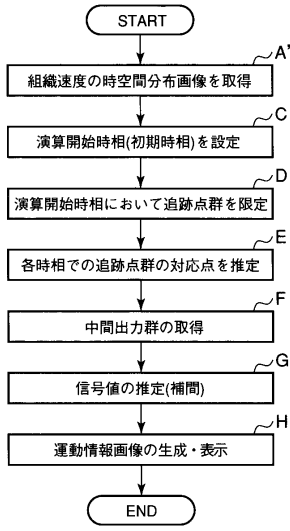 START
A'
組織速度の時空間分布画像を取得
C
演算開始時相(初期時相)を設定
D
演算開始時相において追跡点群を限定
E
各時相での追跡点群の対応点を推定
F
中間出力群の取得
G
信号値の推定(補間)
H
運動情報画像の生成・表示
END